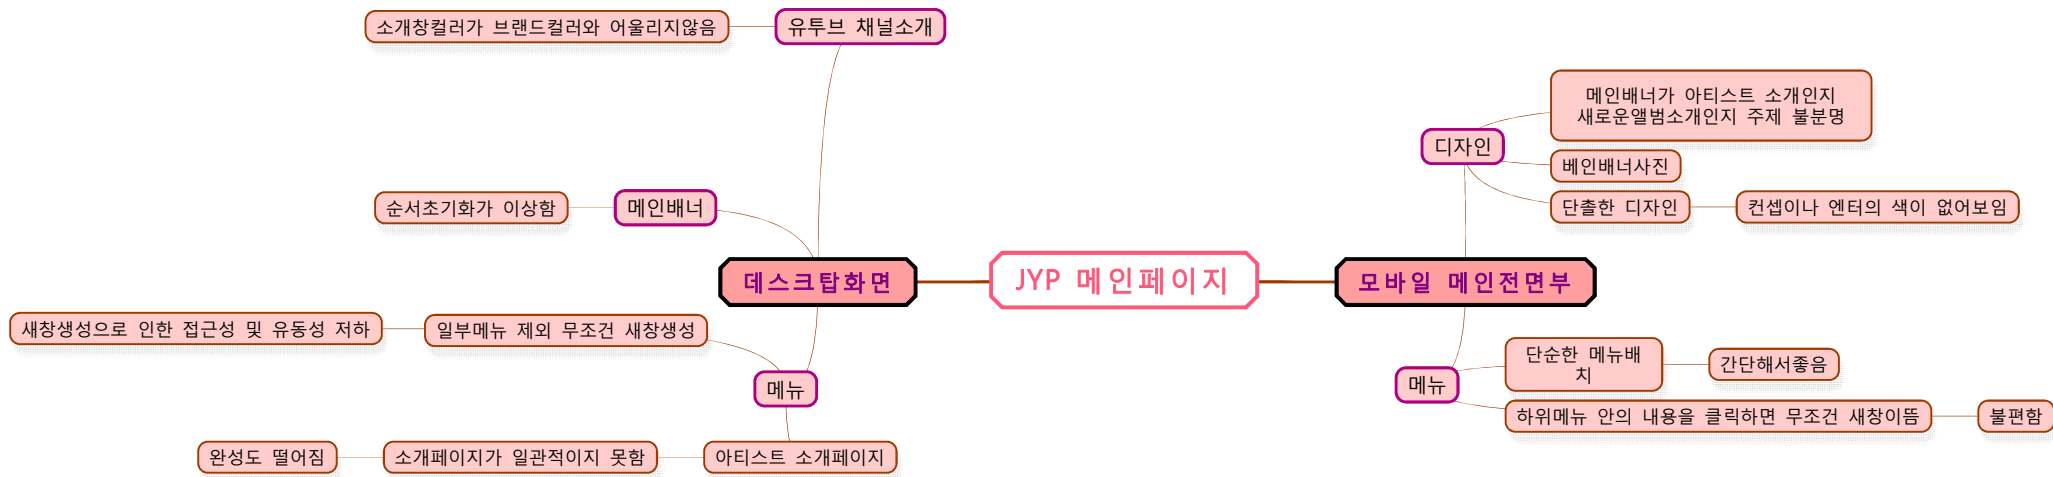 소개창컬러가 브랜드컬러와 어울리지않음
유투브 채널소개
순서초기화가 이상함
메인배너
데스크탑화면
새창생성으로 인한 접근성 및 유동성 저하
일부메뉴 제외 무조건 새창생성
메뉴
완성도 떨어짐
소개페이지가 일관적이지 못함
아티스트 소개페이지
JYP 메인페이지
메인배너가 아티스트 소개인지
새로운앨범소개인지 주제 불분명
디자인
베인배너사진
단촐한 디자인
컨셉이나 엔터의 색이 없어보임
모바일 메인전면부
단순한 메뉴배
치
간단해서좋음
메뉴
하위메뉴 안의 내용을 클릭하면 무조건 새창이뜸
불편함